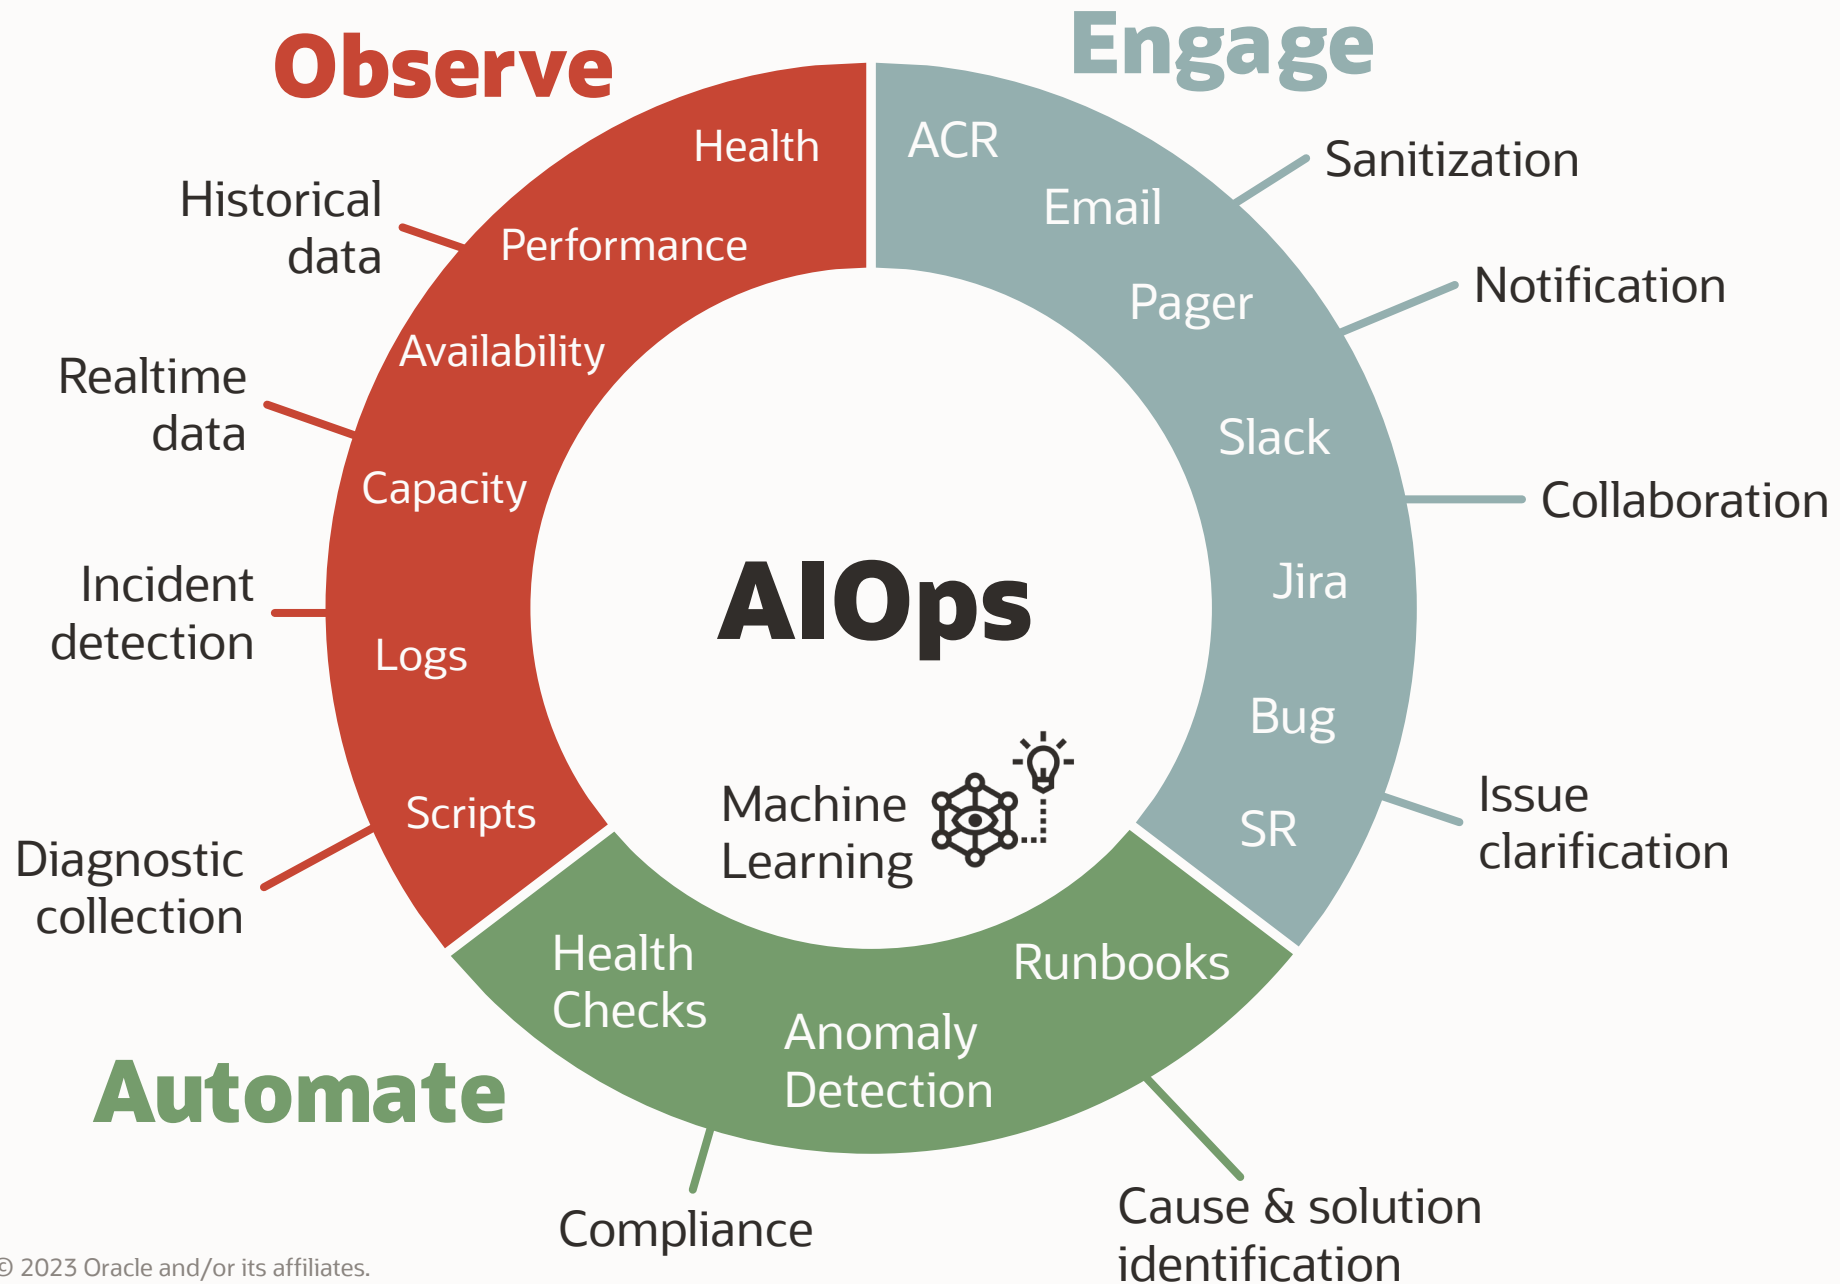 Observe
Health
Performance
Availability
Capacity
Logs
Scripts
Historical
data
Realtime
data
Incident
detection
Diagnostic
collection
Engage
ACR
Email
Pager
Slack
Jira
Bug
SR
Sanitization
Notification
Collaboration
Issue
clarification
AIOps
Machine
Learning
Automate
Health
Checks
Anomaly
Detection
Runbooks
Compliance
Cause & solution
identification
© 2023 Oracle and/or its affiliates.